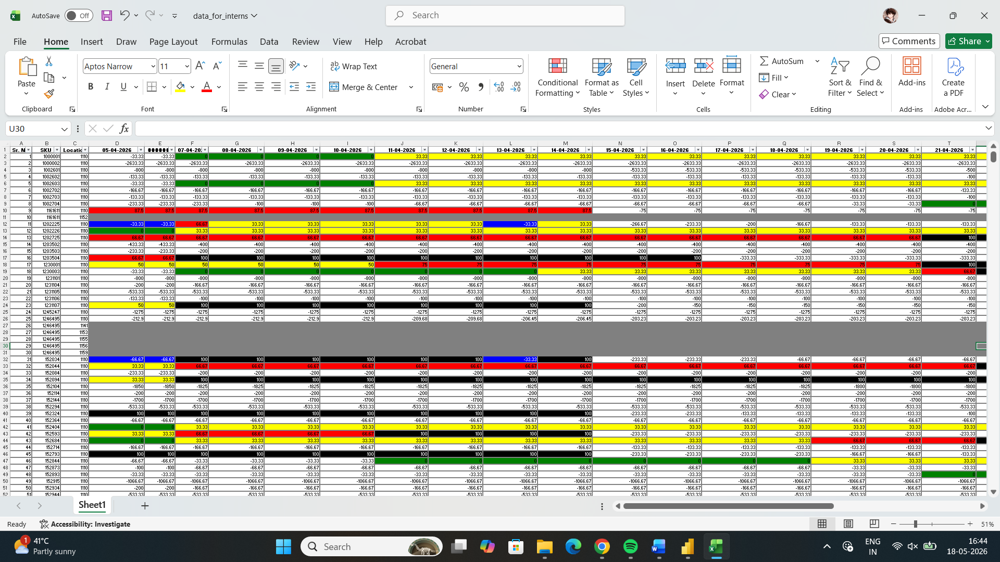 AutoSave Off data_for_interns Search
File Home Insert Draw Page Layout Formulas Data Review View Help Acrobat Comments Share
Paste Aptos Narrow 11 Wrap Text General Conditional Formatting Format as Table Cell Styles Insert Delete Format AutoSum Fill Clear Sort & Filter Find & Select Add-ins Create a PDF
B I U Merge & Center
Clipboard Font Alignment Number Styles Cells Editing Add-ins Adobe Acr...
U30 fx
A B C D E F G H I J K L M N O P Q R S T
1 Sr. N SKU Locatic 05-04-2026 ###### 07-04-20 08-04-2026 09-04-2026 10-04-2026 11-04-2026 12-04-2026 13-04-2026 14-04-2026 15-04-2026 16-04-2026 17-04-2026 18-04-2026 19-04-2026 20-04-2026 21-04-2026
2 1 1000001 1110 -33.33 -33.33 0 0 0 0 33.33 33.33 33.33 33.33 33.33 33.33 33.33 33.33 33.33 33.33 33.33
3 2 1000002 1110 -2633.33 -2633.33 -2633.33 -2633.33 -2633.33 -2633.33 -2633.33 -2633.33 -2633.33 -2633.33 -2633.33 -2633.33 -2633.33 -2633.33 -2633.33 -2633.33 -2633.33
4 3 1002601 1110 -800 -800 -800 -800 -800 -800 -800 -800 -800 -800 -533.33 -533.33 -533.33 -533.33 -533.33 -533.33 -500
5 4 1002602 1110 -133.33 -133.33 -133.33 -133.33 -133.33 -133.33 -133.33 -133.33 -133.33 -133.33 -133.33 -133.33 -133.33 -133.33 -133.33 -133.33 -100
6 5 1002603 1110 -33.33 -33.33 0 0 0 0 33.33 33.33 33.33 33.33 33.33 33.33 33.33 33.33 33.33 33.33 33.33
7 6 1002702 1110 -166.67 -166.67 -166.67 -166.67 -166.67 -166.67 -166.67 -166.67 -166.67 -166.67 -166.67 -166.67 -166.67 -166.67 -166.67 -166.67 -133.33
8 7 1002703 1110 -133.33 -133.33 -133.33 -133.33 -133.33 -133.33 -133.33 -133.33 -133.33 -133.33 -133.33 -133.33 -133.33 -133.33 -133.33 -133.33 -100
9 8 1002704 1110 -233.33 -233.33 -233.33 -100 -100 -100 -66.67 -66.67 -66.67 -66.67 -66.67 -66.67 -66.67 -66.67 -33.33 -33.33 0
10 9 1161611 1110 87.5 87.5 87.5 87.5 87.5 87.5 87.5 87.5 87.5 87.5 -75 -75 -75 -75 -75 -75 -75
11 10 1161611 1152
12 11 1202225 1110 -33.33 -33.33 66.67 33.33 33.33 33.33 33.33 33.33 -33.33 33.33 -266.67 -233.33 -200 -166.67 -133.33 -133.33 -133.33
13 12 1202226 1110 0 0 33.33 33.33 33.33 33.33 33.33 33.33 33.33 33.33 33.33 33.33 33.33 33.33 33.33 33.33 33.33
14 13 1202725 1110 66.67 66.67 66.67 66.67 66.67 66.67 66.67 66.67 66.67 66.67 66.67 66.67 66.67 66.67 66.67 66.67 100
15 14 1203502 1110 -433.33 -433.33 -400 -400 -400 -400 -400 -400 -400 -400 -400 -400 -400 -400 -400 -400 -400
16 15 1203503 1110 -233.33 -233.33 -200 -200 -200 -200 -200 -200 -200 -200 -200 -200 -200 -200 -200 -200 -200
17 16 1203504 1110 66.67 66.67 100 100 100 100 100 100 100 100 100 100 -333.33 -333.33 -333.33 -333.33 -333.33
18 17 1230001 1110 50 50 50 50 50 50 75 75 75 75 75 75 75 75 75 75 100
19 18 1230003 1110 -33.33 -33.33 0 0 0 0 0 0 0 33.33 33.33 33.33 33.33 33.33 33.33 33.33 66.67
20 19 1231101 1110 -800 -800 -800 -800 -800 -800 -800 -800 -800 -800 -800 -800 -800 -800 -800 -800 -800
21 20 1231104 1110 -200 -200 -166.67 -166.67 -166.67 -166.67 -166.67 -166.67 -166.67 -166.67 -166.67 -166.67 -166.67 -166.67 -166.67 -166.67 -166.67
22 21 1231105 1110 -533.33 -533.33 -533.33 -533.33 -533.33 -533.33 -533.33 -533.33 -533.33 -533.33 -533.33 -533.33 -533.33 -533.33 -533.33 -533.33 -533.33
23 22 1231106 1110 -133.33 -133.33 -100 -100 -100 -100 -100 -100 -100 -100 -100 -100 -100 -100 -100 -100 -100
24 23 1231107 1110 50 50 100 100 100 100 100 100 100 100 -200 -150 -150 -150 -150 -150 -150
25 24 1245247 1110 -1275 -1275 -1275 -1275 -1275 -1275 -1275 -1275 -1275 -1275 -1275 -1275 -1275 -1275 -1275 -1275 -1275
26 25 1246495 1110 -212.9 -212.9 -212.9 -212.9 -212.9 -212.9 -209.68 -209.68 -206.45 -206.45 -203.23 -203.23 -203.23 -203.23 -203.23 -203.23 -203.23
27 26 1246495 1141
28 27 1246495 1153
29 28 1246495 1155
30 29 1246495 1156
31 30 1246495 1159
32 31 152034 1110 -66.67 -66.67 100 100 100 100 100 100 -33.33 100 -233.33 -233.33 -233.33 -66.67 -66.67 -66.67 -66.67
33 32 152044 1110 33.33 33.33 66.67 66.67 66.67 66.67 66.67 66.67 66.67 66.67 66.67 66.67 66.67 66.67 66.67 66.67 66.67
34 33 152084 1110 -233.33 -233.33 -200 -200 -200 -200 -200 -200 -200 -200 -200 -200 -200 -200 -200 -200 -200
35 34 152094 1110 33.33 33.33 100 100 100 100 100 100 100 100 100 100 100 100 100 100 100
36 35 152104 1110 -1850 -1850 -1825 -1825 -1825 -1825 -1825 -1825 -1825 -1825 -1825 -1825 -1825 -1825 -1800 -1800 -1800
37 36 152114 1110 -200 -200 -200 -200 -200 -200 -200 -200 -200 -200 -200 -200 -200 -200 -200 -200 -200
38 37 152144 1110 -1700 -1700 -1700 -1700 -1700 -1700 -1700 -1700 -1700 -1700 -1700 -1700 -1700 -1700 -1700 -1700 -1700
39 38 152294 1110 -533.33 -533.33 -533.33 -533.33 -533.33 -533.33 -533.33 -533.33 -533.33 -533.33 -533.33 -533.33 -533.33 -533.33 -533.33 -533.33 -533.33
40 39 152324 1110 100 100 100 100 100 100 100 100 100 100 -233.33 -233.33 -133.33 -133.33 -133.33 -133.33 -100
41 40 152364 1110 -66.67 -66.67 -66.67 -66.67 -66.67 -66.67 -66.67 -66.67 -66.67 -66.67 -66.67 -66.67 -66.67 -66.67 -66.67 -66.67 -66.67
42 41 152404 1110 0 0 33.33 33.33 33.33 33.33 33.33 33.33 33.33 33.33 33.33 33.33 33.33 33.33 33.33 33.33 33.33
43 42 152593 1110 33.33 33.33 66.67 66.67 66.67 66.67 100 100 100 100 -233.33 -233.33 -233.33 -233.33 -233.33 -233.33 -233.33
44 43 152684 1110 0 0 33.33 33.33 33.33 33.33 33.33 33.33 33.33 33.33 33.33 33.33 33.33 33.33 66.67 66.67 66.67
45 44 152714 1110 -166.67 -166.67 -166.67 -166.67 -166.67 -166.67 -166.67 -166.67 -166.67 -166.67 -133.33 -133.33 -133.33 -133.33 -133.33 -133.33 -133.33
46 45 152793 1110 100 100 100 100 100 100 100 100 100 100 -233.33 -233.33 -233.33 -233.33 -166.67 -166.67 -133.33
47 46 152844 1110 -66.67 -66.67 -33.33 -33.33 -33.33 -33.33 0 0 0 0 0 0 0 0 33.33 33.33 33.33
48 47 152873 1110 -100 -100 -66.67 -66.67 -66.67 -66.67 -66.67 -66.67 -66.67 -66.67 -66.67 -66.67 -66.67 -66.67 -33.33 -33.33 -33.33
49 48 152893 1110 -33.33 -33.33 -33.33 -33.33 -33.33 -33.33 -33.33 -33.33 -33.33 -33.33 -33.33 -33.33 -33.33 -33.33 -33.33 -33.33 0
50 49 152915 1110 -1066.67 -1066.67 -1066.67 -1066.67 -1066.67 -1066.67 -1066.67 -1066.67 -1066.67 -1066.67 -1066.67 -1066.67 -1066.67 -1066.67 -1066.67 -1066.67 -1066.67
51 50 152934 1110 -200 -200 -166.67 -166.67 -166.67 -166.67 -166.67 -166.67 -166.67 -166.67 -166.67 -166.67 -166.67 -166.67 -166.67 -166.67 -166.67
52 51 152944 1110 -533.33 -533.33 -533.33 -533.33 -533.33 -533.33 -533.33 -533.33 -533.33 -533.33 -533.33 -533.33 -533.33 -533.33 -533.33 -533.33 -533.33
Sheet1
Ready Accessibility: Investigate 51%
1 41°C Search ENG 16:44
Partly sunny IN 18-05-2026